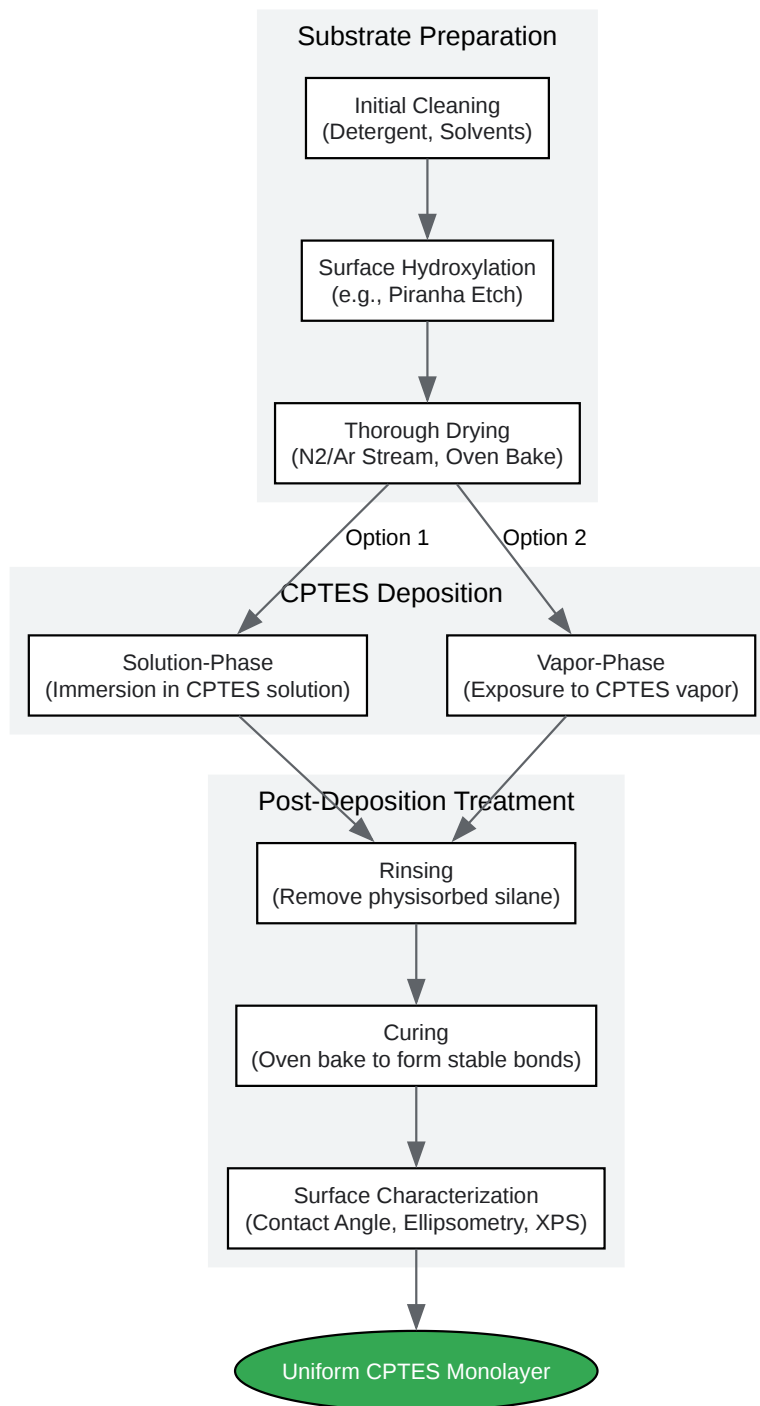 Substrate Preparation
Initial Cleaning
(Detergent, Solvents)
Surface Hydroxylation
(e.g., Piranha Etch)
Thorough Drying
(N2/Ar Stream, Oven Bake)
Option 1
Option 2
CPTES Deposition
Solution-Phase
(Immersion in CPTES solution)
Vapor-Phase
(Exposure to CPTES vapor)
Post-Deposition Treatment
Rinsing
(Remove physisorbed silane)
Curing
(Oven bake to form stable bonds)
Surface Characterization
(Contact Angle, Ellipsometry, XPS)
Uniform CPTES Monolayer